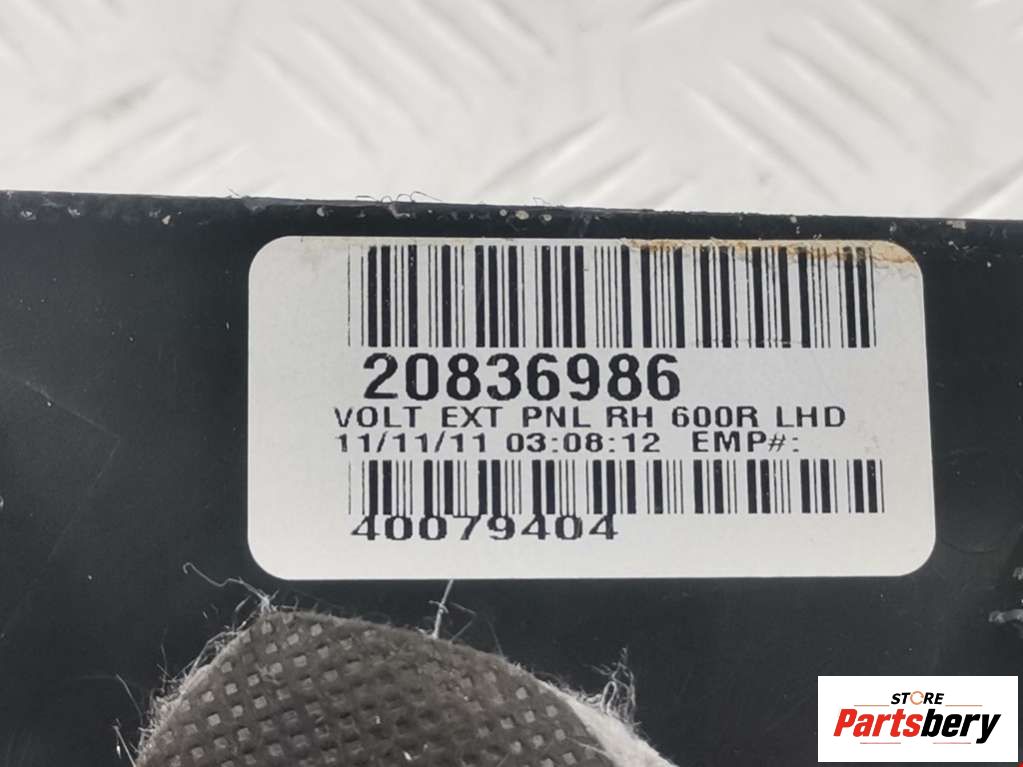 20836986
VOLT EXT PNL RH 600R LHD
11/11/11 03:08:12 EMP#:
40079404
STORE
Partsbery